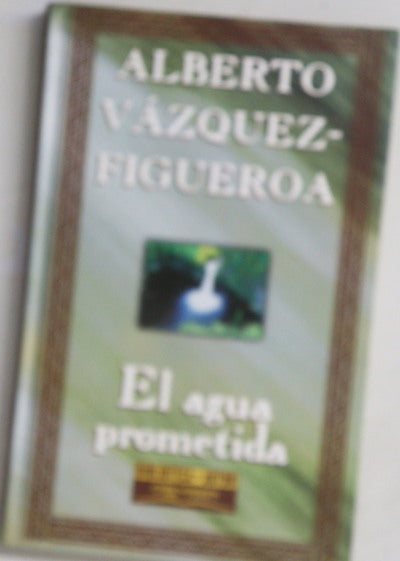 ALBERTO
VÁZQUEZ-
FIGUEROA
El agua
prometida